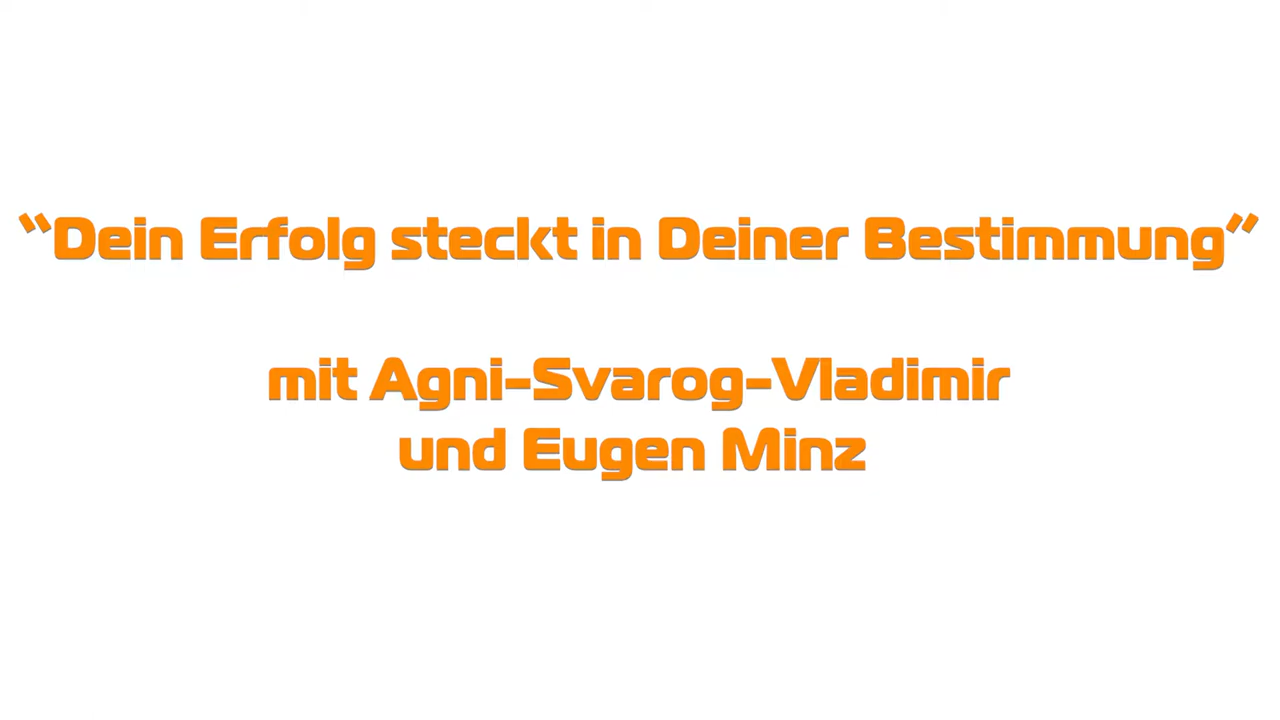 “Dein Erfolg steckt in Deiner Bestimmung”
mit Agni-Svarog-Vladimir
und Eugen Minz